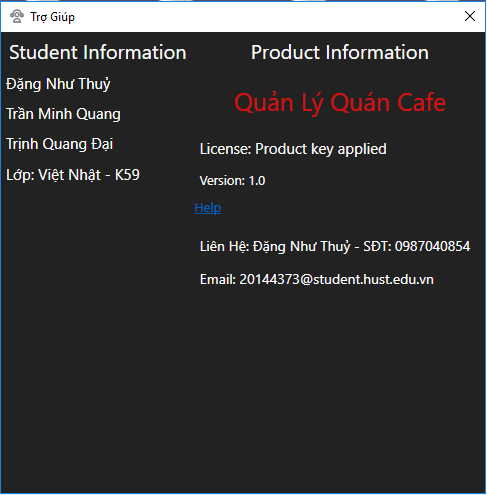 Trợ Giúp
Student Information
Đặng Như Thuỷ
Trần Minh Quang
Trịnh Quang Đại
Lớp: Việt Nhật - K59
Product Information
Quản Lý Quán Cafe
License: Product key applied
Version: 1.0
Help
Liên Hệ: Đặng Như Thuỷ - SĐT: 0987040854
Email: 20144373@student.hust.edu.vn